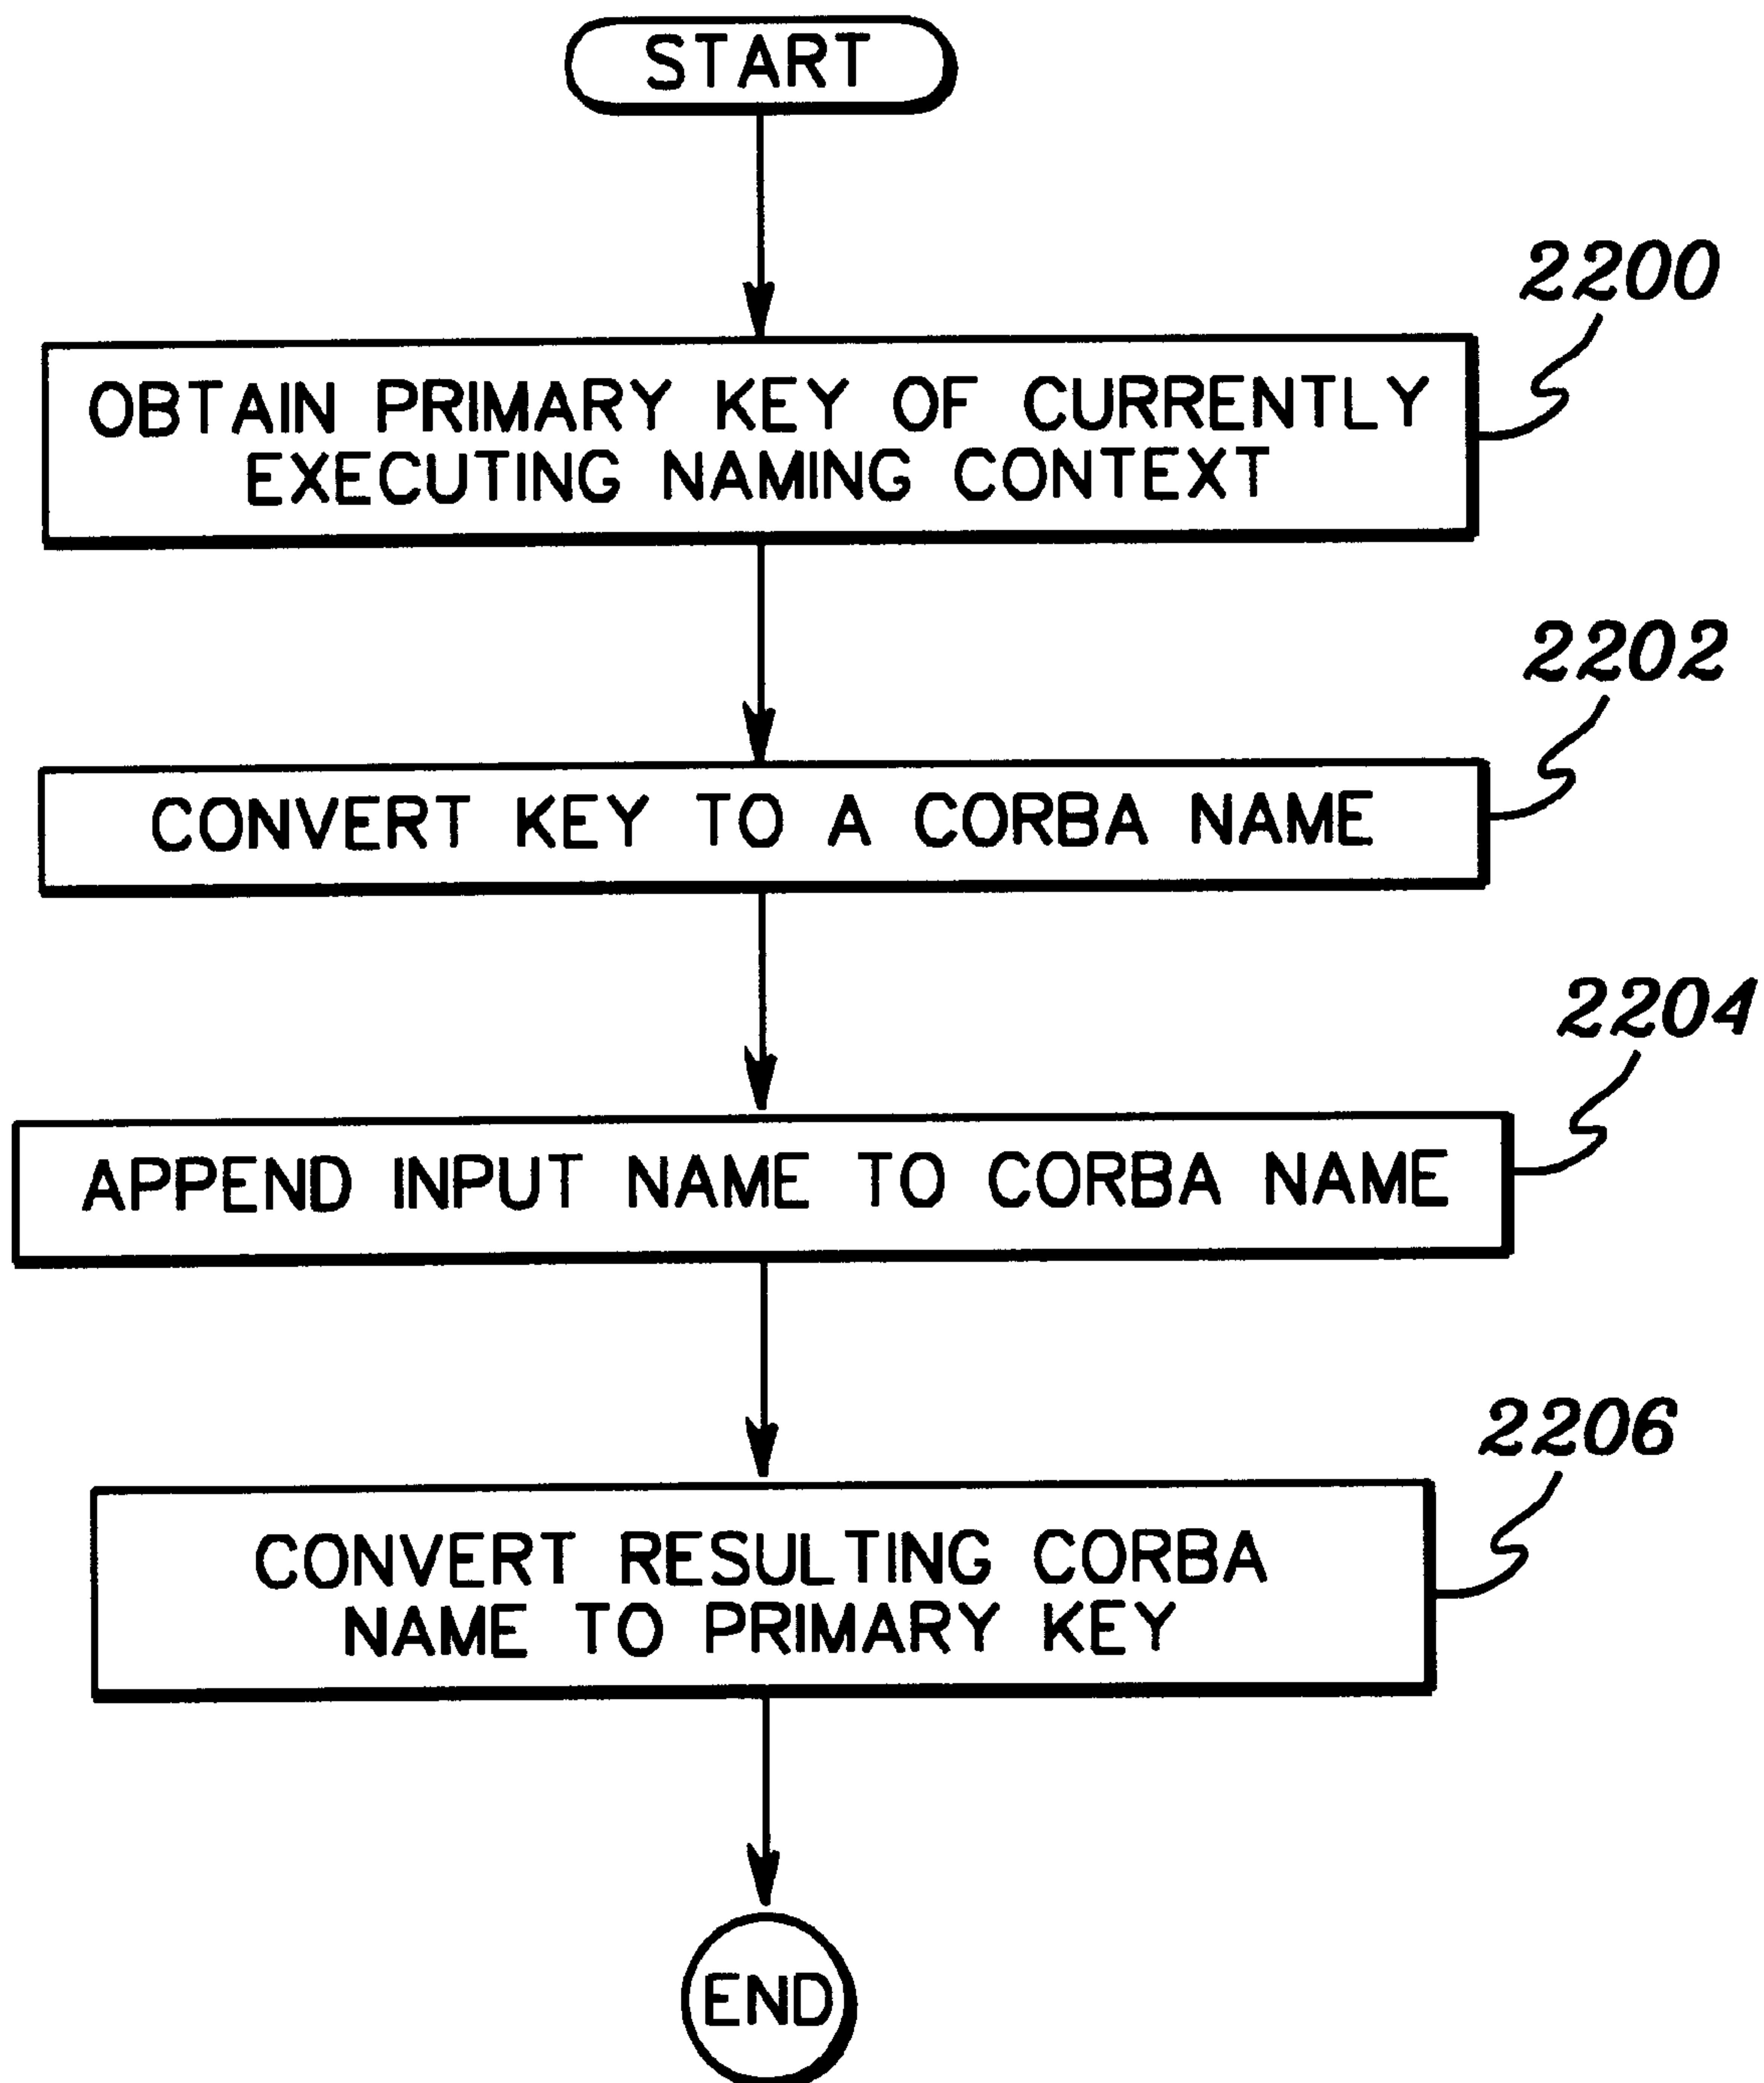 START
2200
OBTAIN PRIMARY KEY OF CURRENTLY
EXECUTING NAMING CONTEXT
2202
CONVERT KEY TO A CORBA NAME
2204
APPEND INPUT NAME TO CORBA NAME
2206
CONVERT RESULTING CORBA
NAME TO PRIMARY KEY
END